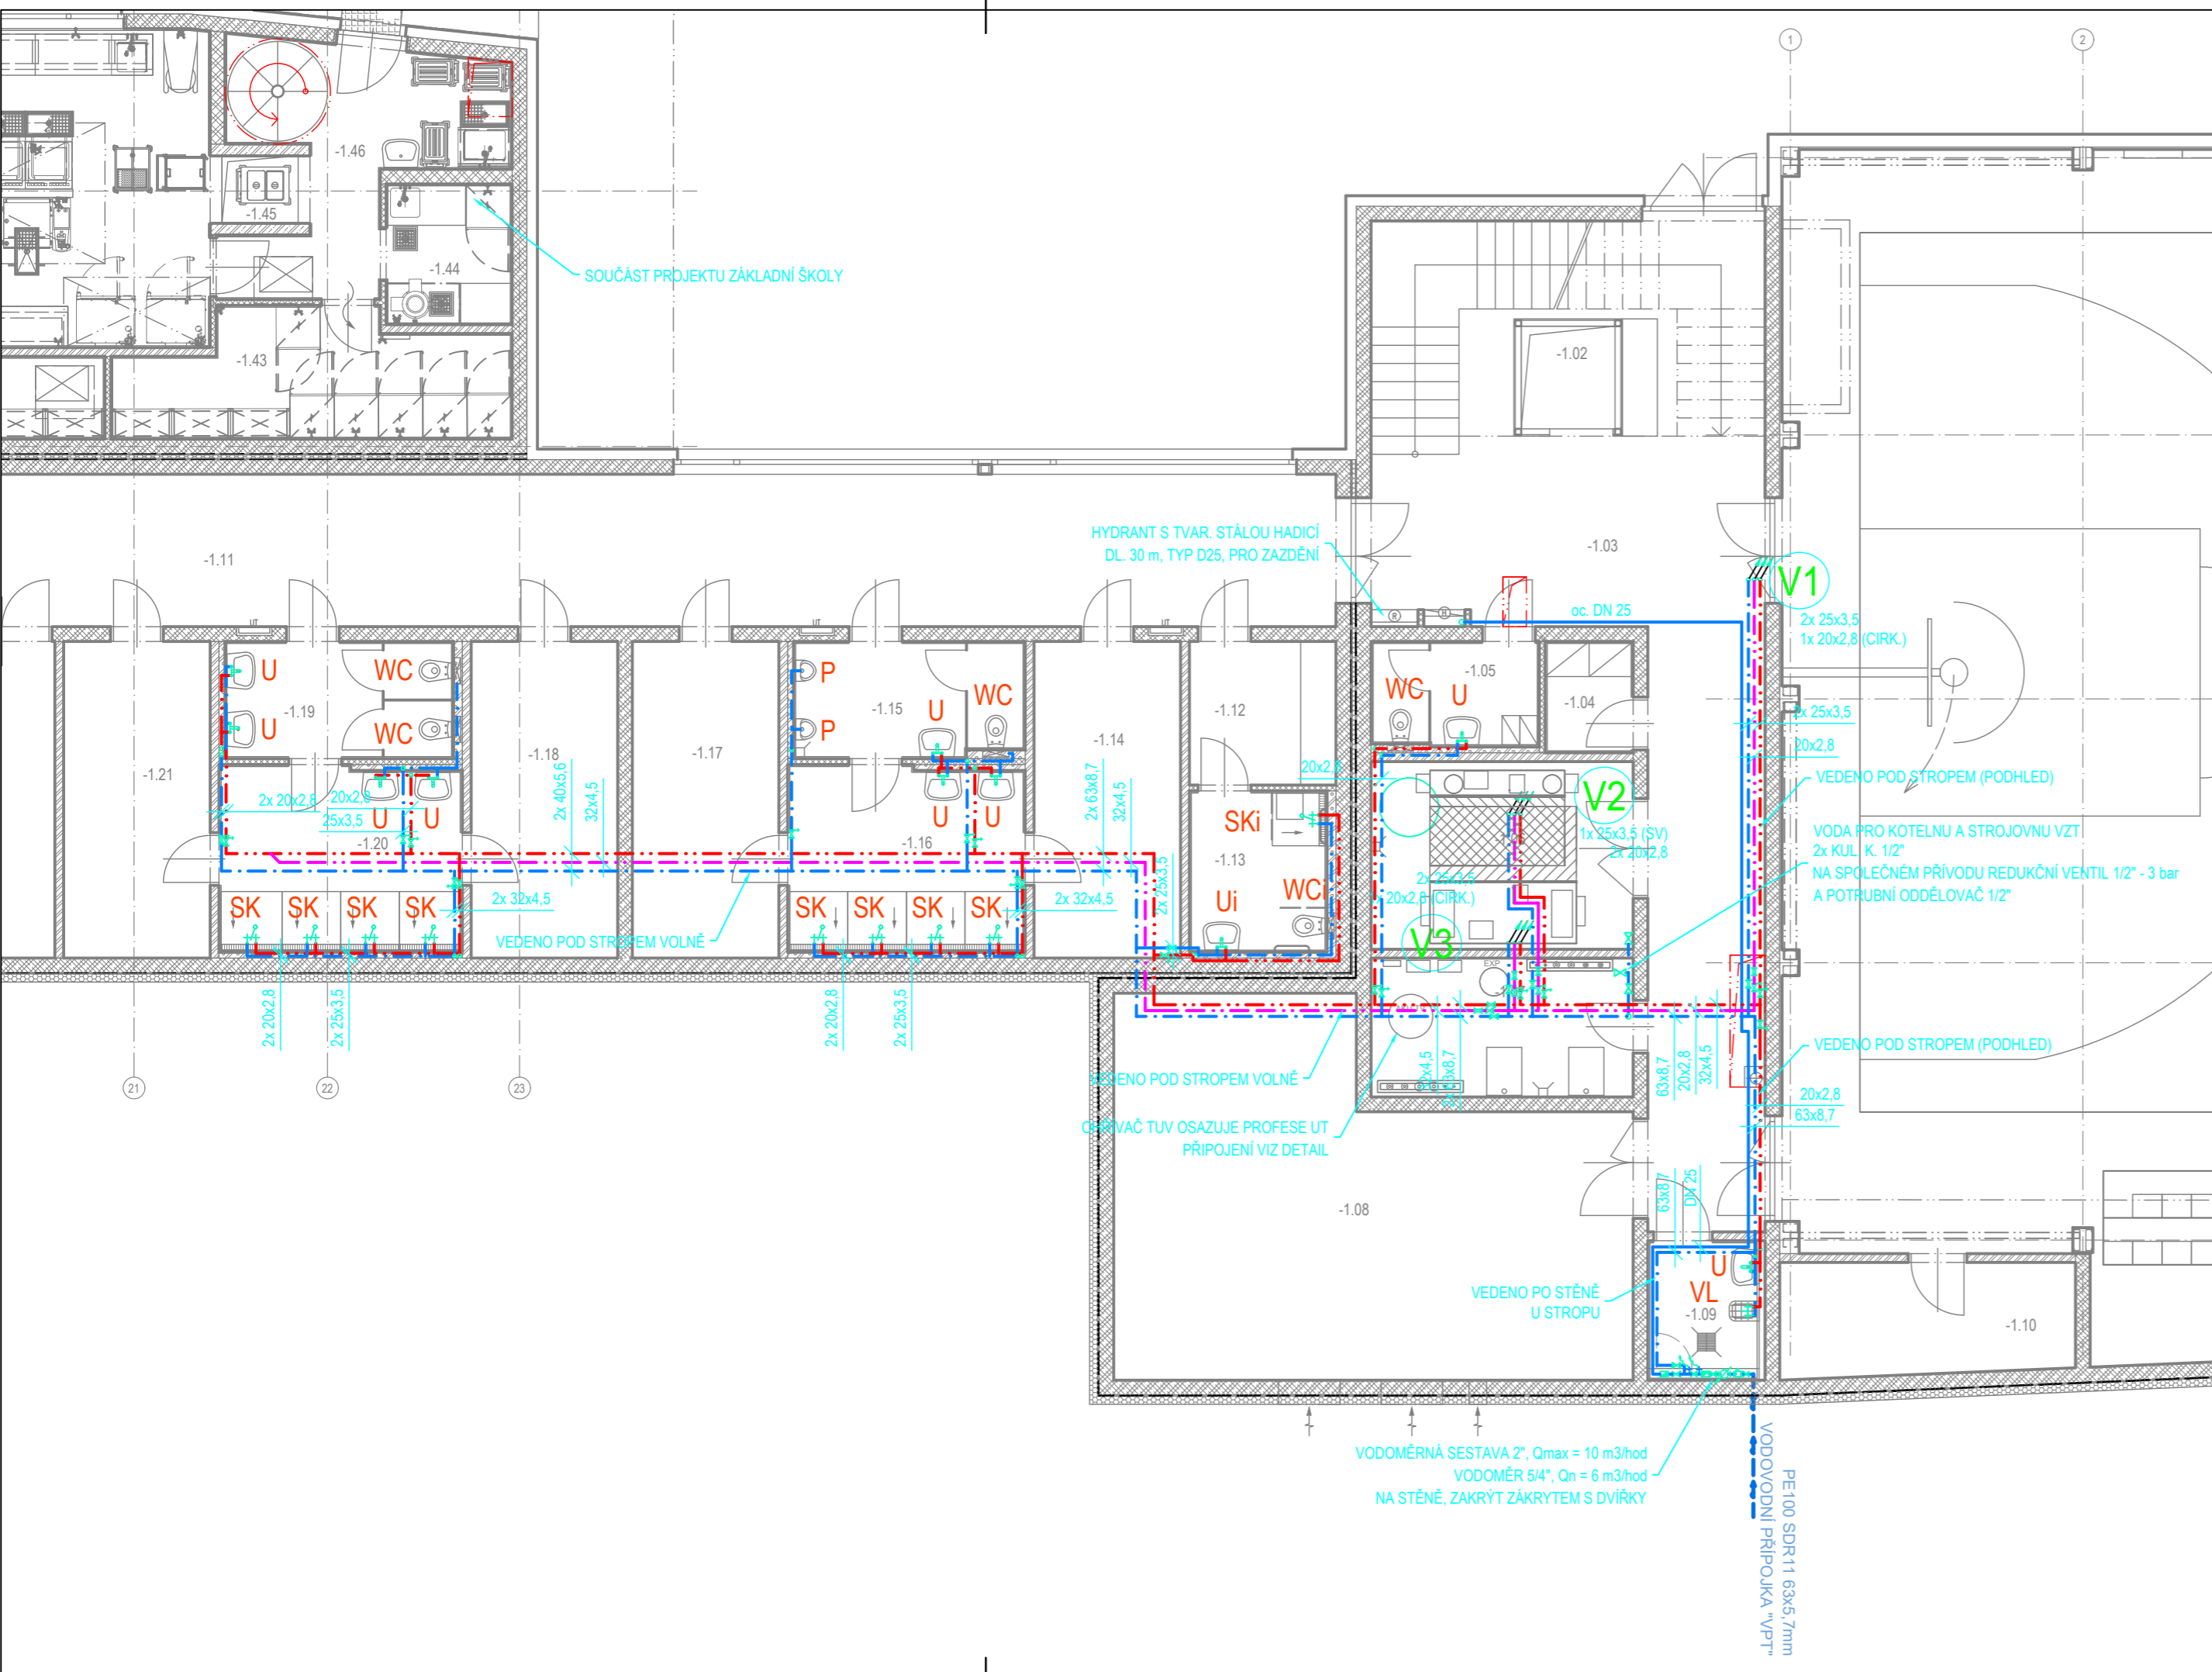 1
2
-1.46
-1.45
-1.44
SOUČÁST PROJEKTU ZÁKLADNÍ ŠKOLY
-1.43
-1.02
-1.11
HYDRANT S TVAR. STÁLOU HADICÍ
DL. 30 m, TYP D25, PRO ZAZDĚNÍ
-1.03
V1
2x 25x3,5
1x 20x2,8 (CIRK.)
oc. DN 25
R
H
UT
UT
UT
U
WC
-1.19
U
WC
-1.18
-1.17
P
P
-1.15
U
WC
-1.14
-1.12
WC
U
-1.05
-1.04
2x 25x3,5
20x2,8
VEDENO POD STROPEM (PODHLED)
-1.21
2x 20x2,8
20x2,8
25x3,5
U
U
-1.20
2x 40x5,6
32x4,5
U
U
-1.16
2x 63x8,7
32x4,5
20x2,8
SKi
-1.13
V2
1x 25x3,5 (SV)
2x 20x2,8
VODA PRO KOTELNU A STROJOVNU VZT
2x KUL. K. 1/2"
NA SPOLEČNÉM PŘÍVODU REDUKČNÍ VENTIL 1/2" - 3 bar
A POTRUBNÍ ODDĚLOVAČ 1/2"
2x 25x3,5
20x2,8 (CIRK.)
V3
SK
SK
SK
SK
2x 32x4,5
VEDENO POD STROPEM VOLNĚ
SK
SK
SK
SK
2x 32x4,5
2x 25x3,5
Ui
WCi
EXP
2x 20x2,8
2x 25x3,5
2x 20x2,8
2x 25x3,5
21
22
23
VEDENO POD STROPEM VOLNĚ
32x4,5
2x 63x8,7
63x8,7
20x2,8
32x4,5
VEDENO POD STROPEM (PODHLED)
20x2,8
63x8,7
OHŘÍVAČ TUV OSAZUJE PROFESE UT
PŘIPOJENÍ VIZ DETAIL
63x8,7
DN 25
-1.08
U
VL
-1.09
VEDENO PO STĚNĚ
U STROPU
-1.10
VODOMĚRNÁ SESTAVA 2", Qmax = 10 m3/hod
VODOMĚR 5/4", Qn = 6 m3/hod
NA STĚNĚ, ZAKRÝT ZÁKRYTEM S DVÍŘKY
PE100 SDR11 63x5,7mm
VODOVODNÍ PŘÍPOJKA "VPT"